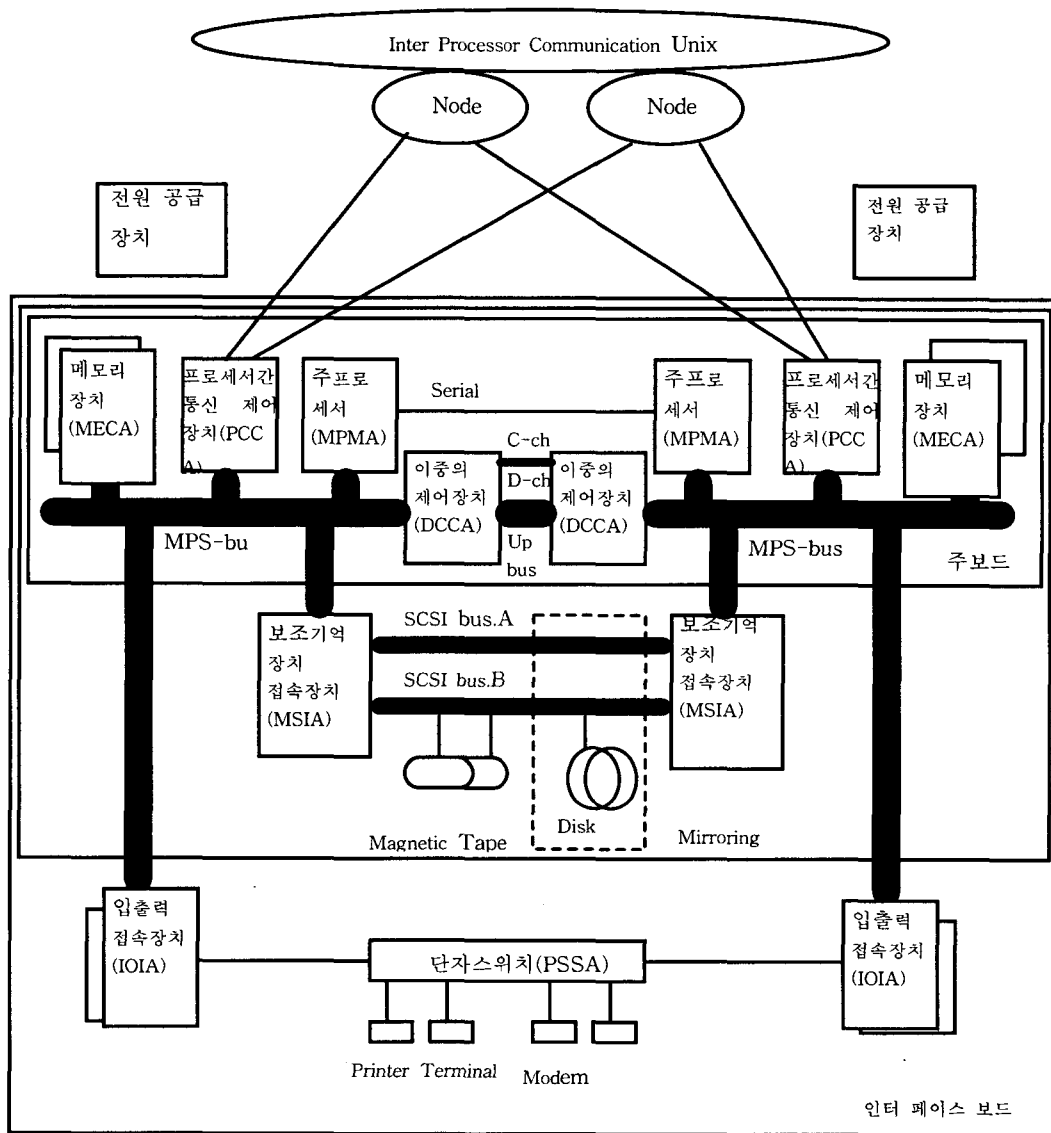 Inter Processor Communication Unix
Node
Node
전원 공급
장치
전원 공급
장치
메모리
장치
(MECA)
프로세서간
통신 제어
장치(PCC
A)
주프로
세서
(MPMA)
Serial
주프로
세서
(MPMA)
프로세서간
통신 제어
장치(PCC
A)
메모리
장치
(MECA)
이중의
제어장치
(DCCA)
C-ch
D-ch
Up
bus
이중의
제어장치
(DCCA)
MPS-bu
MPS-bus
주보드
보조기억
장치
접속장치
(MSIA)
SCSI bus.A
SCSI bus.B
보조기억
장치
접속장치
(MSIA)
Magnetic Tape
Disk
Mirroring
입출력
접속장치
(IOIA)
단자스위치(PSSA)
입출력
접속장치
(IOIA)
Printer Terminal
Modem
인터 페이스 보드